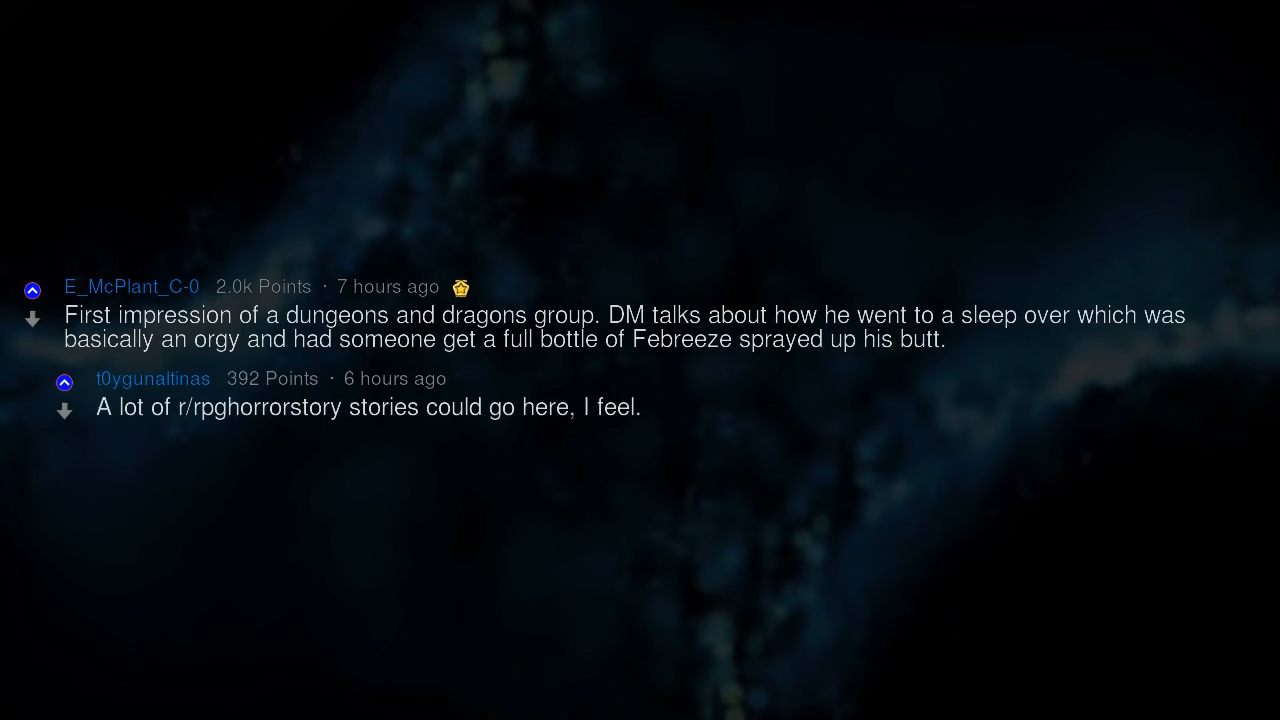 E_McPlant_C-0 2.0k Points · 7 hours ago
First impression of a dungeons and dragons group. DM talks about how he went to a sleep over which was
basically an orgy and had someone get a full bottle of Febreeze sprayed up his butt.
t0ygunaltinas 392 Points · 6 hours ago
A lot of r/rpghorrorstory stories could go here, I feel.